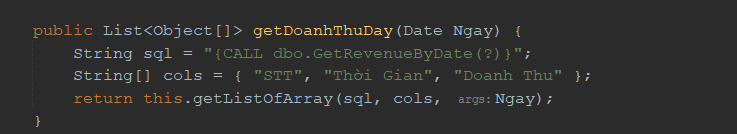 public List<Object[]> getDoanhThuDay(Date Ngay) {
String sql = "{CALL dbo.GetRevenueByDate(?)}";
String[] cols = { "STT", "Thời Gian", "Doanh Thu" };
return this.getListOfArray(sql, cols, args: Ngay);
}